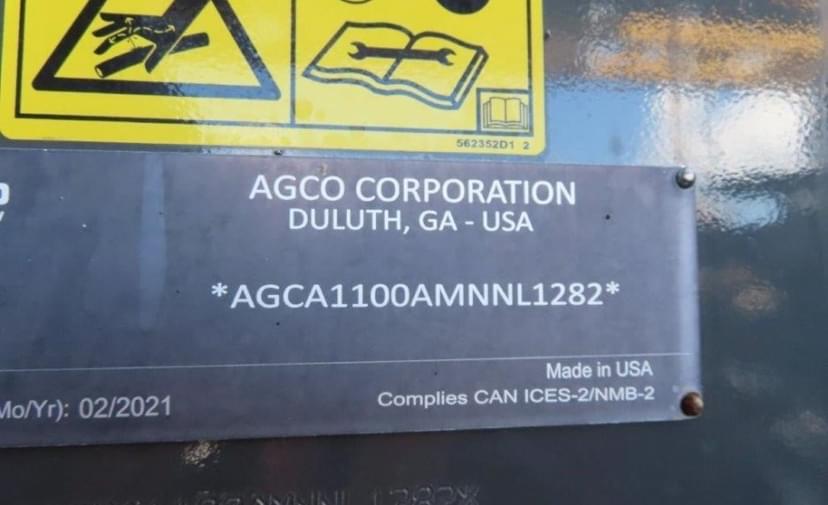 562352D1 2
AGCO CORPORATION
DULUTH, GA - USA
*AGCA1100AMNNL1282*
Made in USA
Mo/Yr): 02/2021
Complies CAN ICES-2/NMB-2